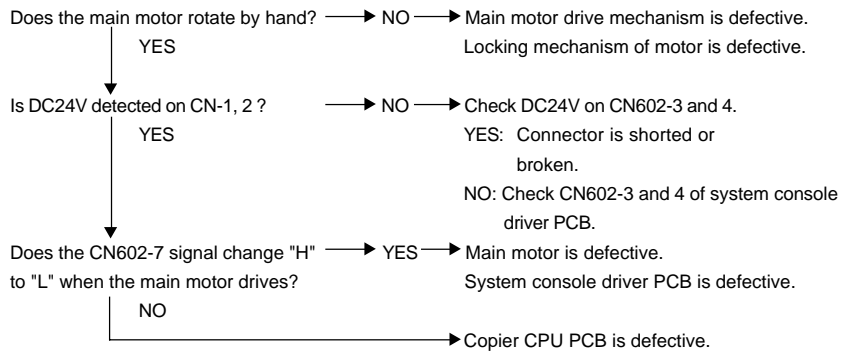 Does the main motor rotate by hand? NO Main motor drive mechanism is defective.
YES Locking mechanism of motor is defective.
Is DC24V detected on CN-1, 2 ? NO Check DC24V on CN602-3 and 4.
YES YES: Connector is shorted or
broken.
NO: Check CN602-3 and 4 of system console
driver PCB.
Does the CN602-7 signal change "H" YES Main motor is defective.
to "L" when the main motor drives? System console driver PCB is defective.
NO
Copier CPU PCB is defective.